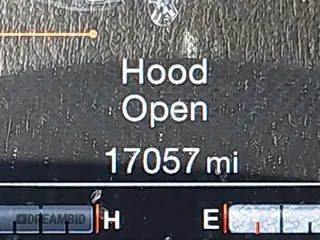 Hood
Open
17057 mi
DREAMBID
H E